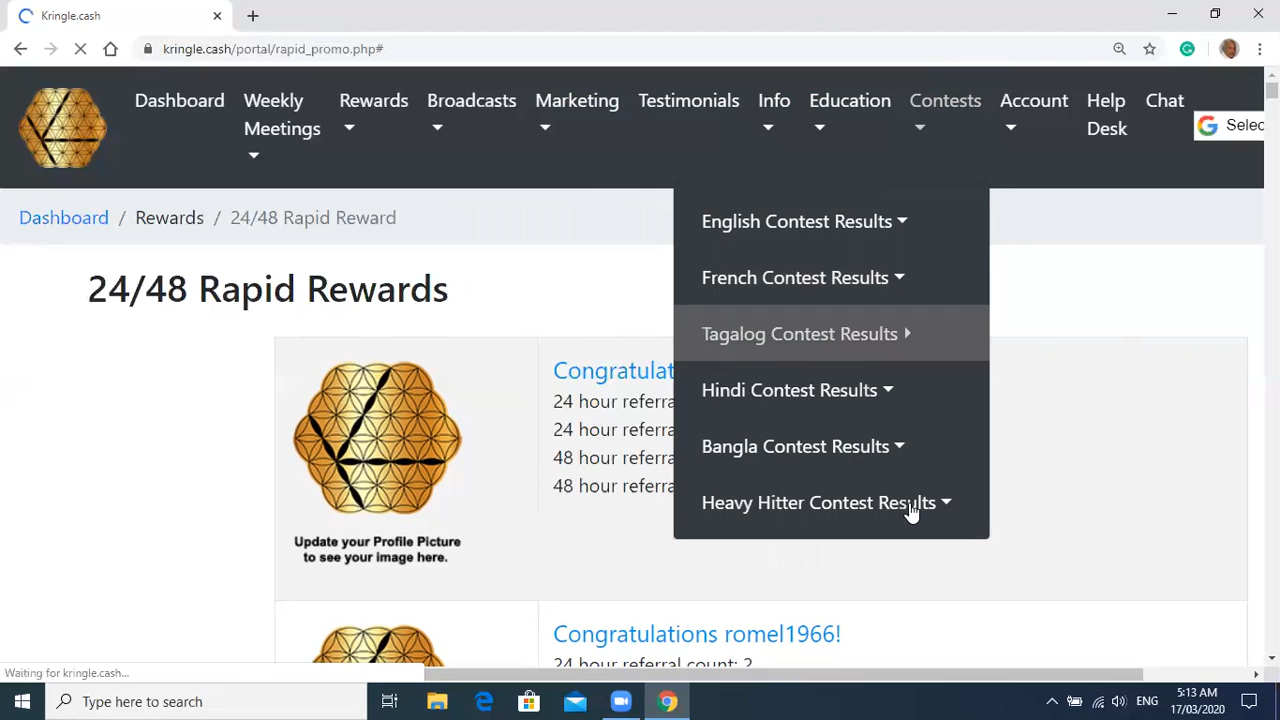 Kringle.cash
kringle.cash/portal/rapid_promo.php#
Dashboard
Weekly
Meetings
Rewards
Broadcasts
Marketing
Testimonials
Info
Education
Contests
Account
Help
Desk
Chat
G
Selec
Dashboard / Rewards / 24/48 Rapid Reward
24/48 Rapid Rewards
English Contest Results
French Contest Results
Tagalog Contest Results
Hindi Contest Results
Bangla Contest Results
Heavy Hitter Contest Results
Update your Profile Picture
to see your image here.
Congratulat
24 hour referra
24 hour referra
48 hour referra
48 hour referra
Congratulations romel1966!
24 hour referral count: 2
Waiting for kringle.cash...
Type here to search
ENG
5:13 AM
17/03/2020